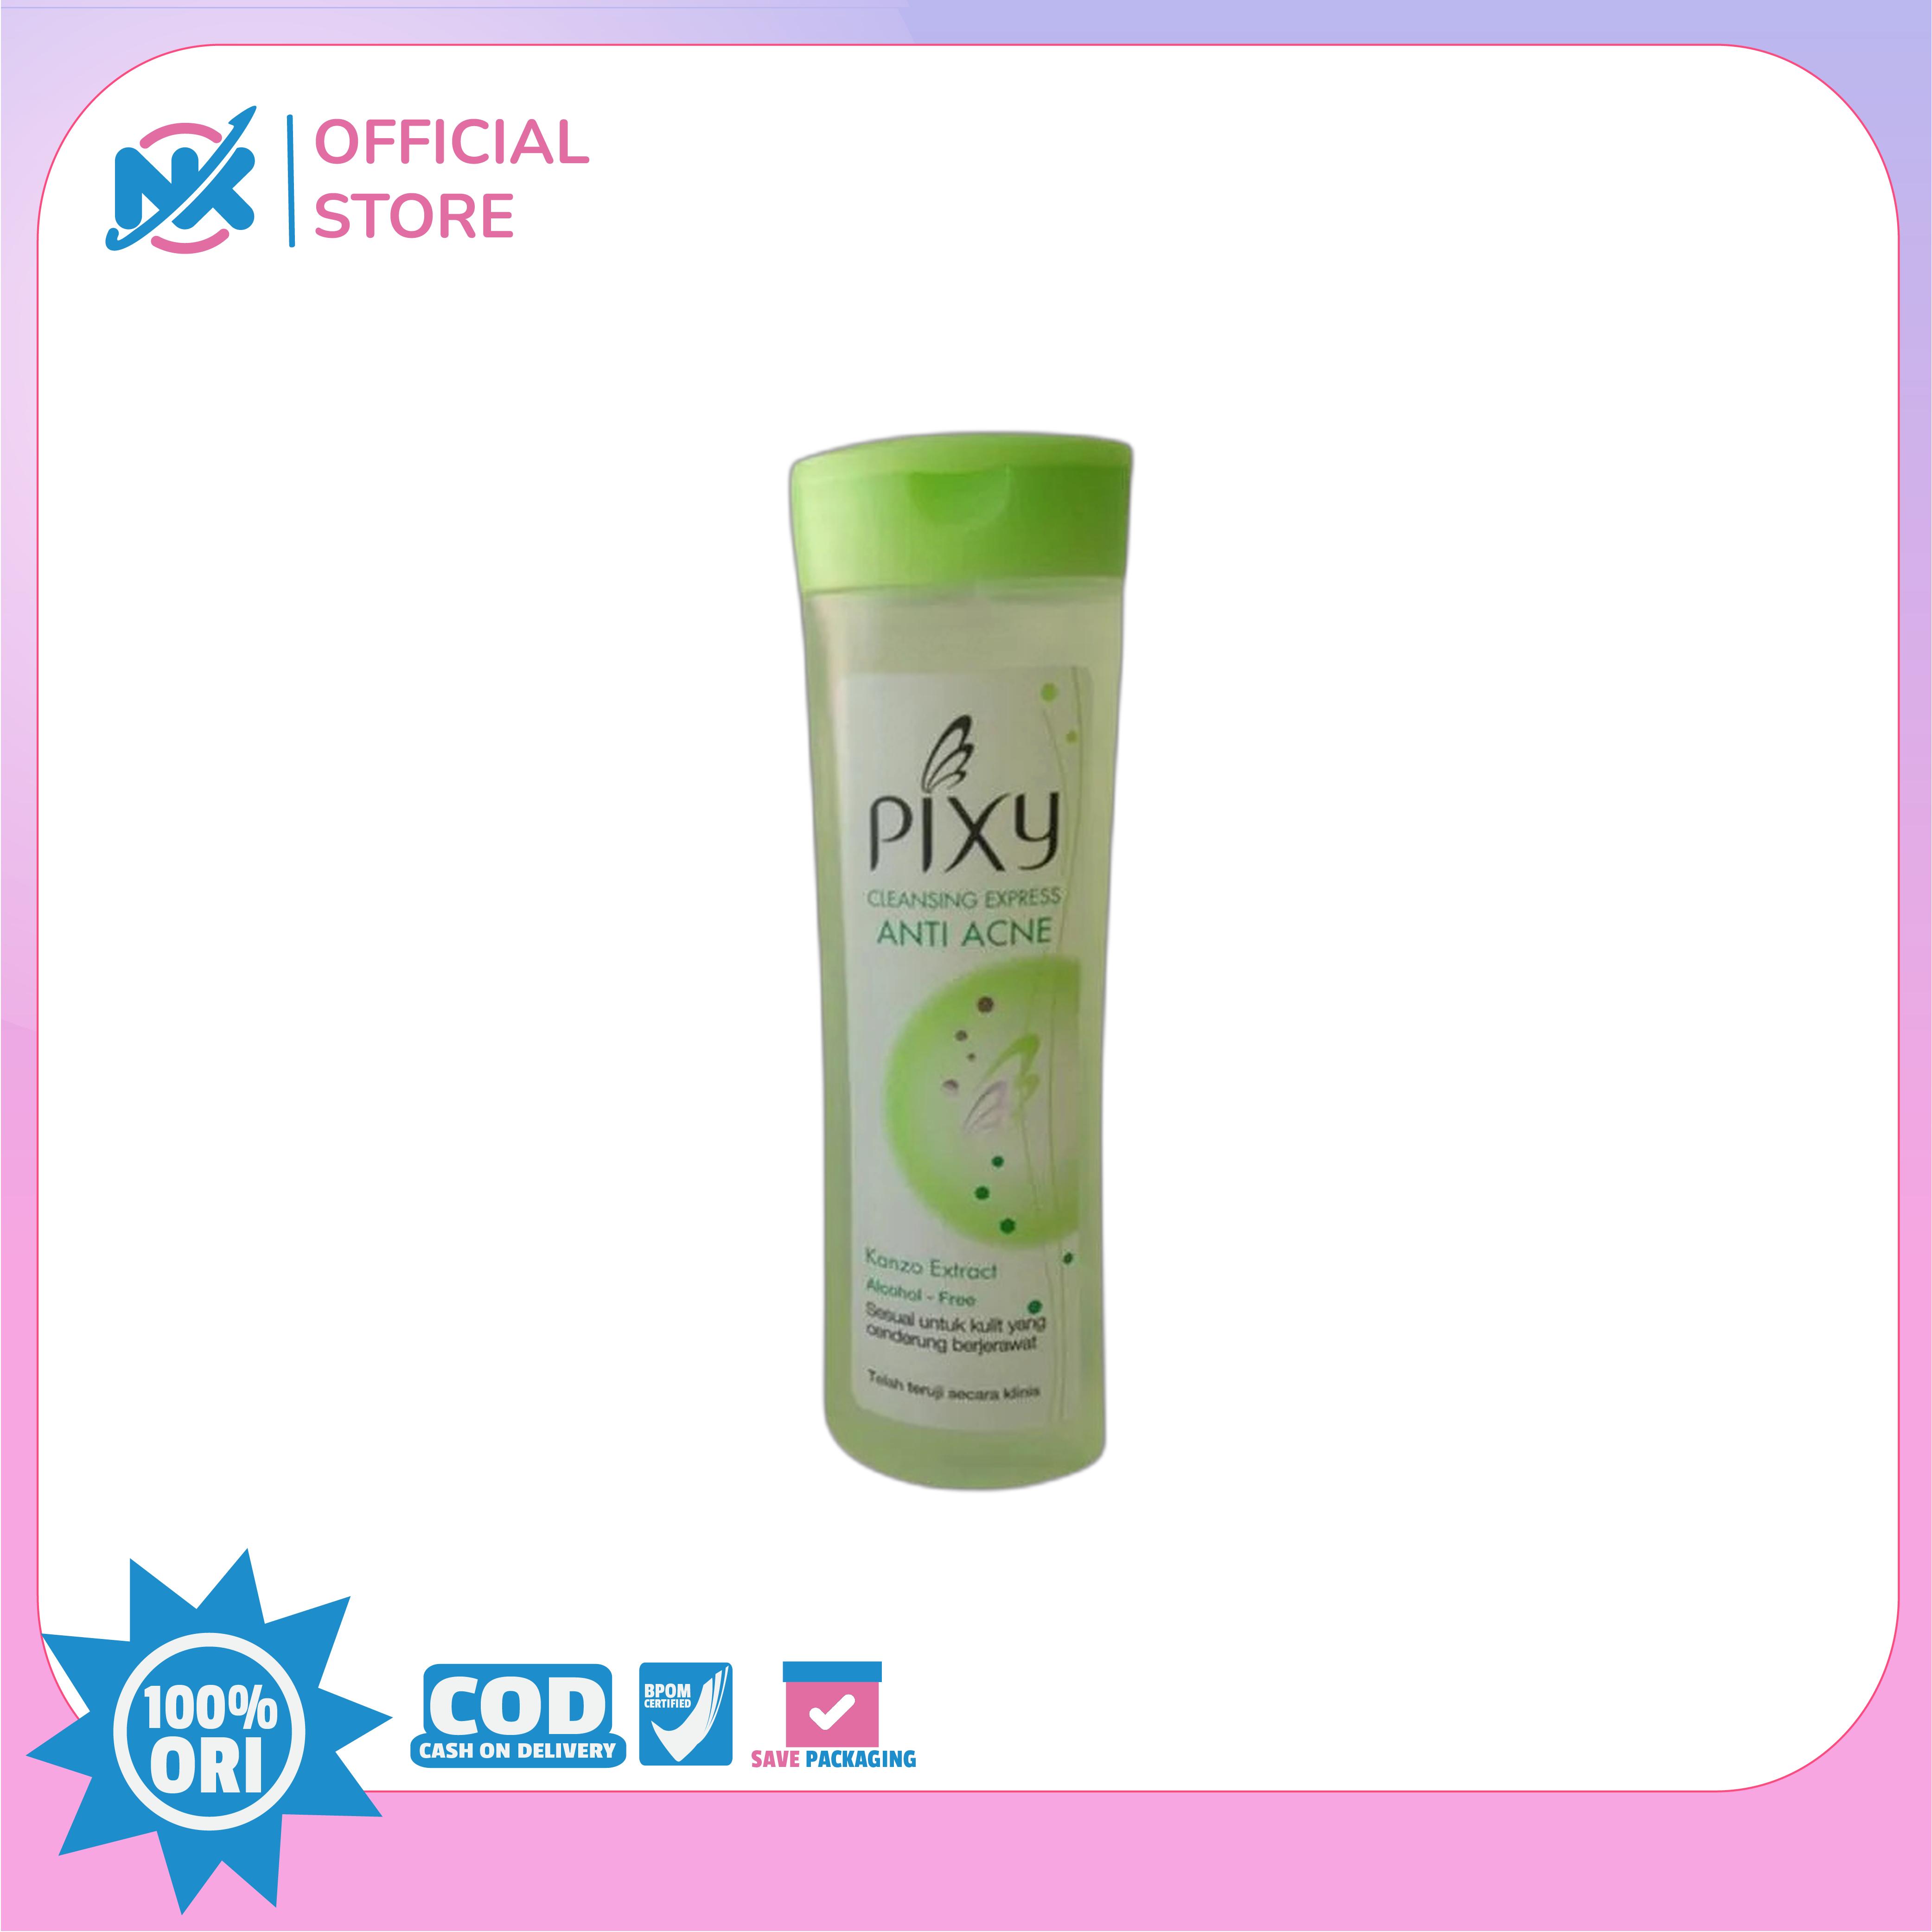 NK
OFFICIAL
STORE
PIXY
CLEANSING EXPRESS
ANTI ACNE
Kanzo Extract
Alcohol - Free
Sesuai untuk kulit yang
cenderung berjerawat
Telah teruji secara klinis
100%
ORI
COD
CASH ON DELIVERY
BPOM
CERTIFIED
SAVE PACKAGING